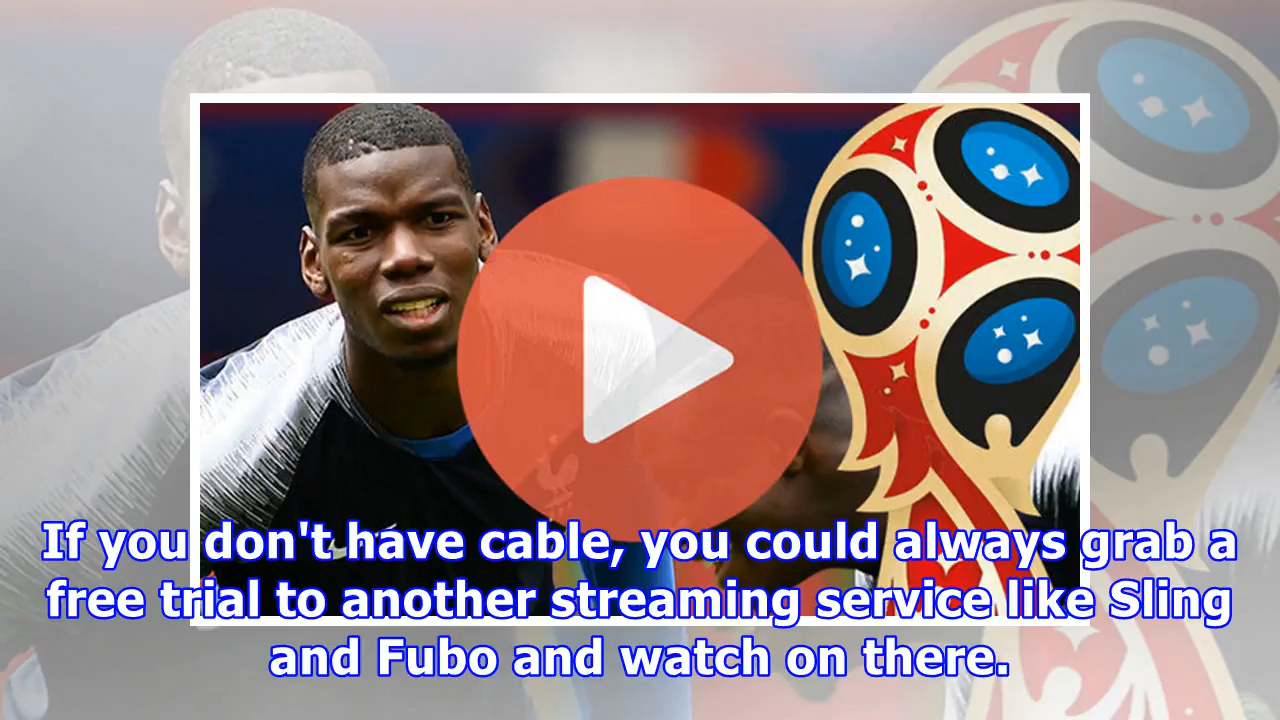 If you don't have cable, you could always grab a
free trial to another streaming service like Sling
and Fubo and watch on there.